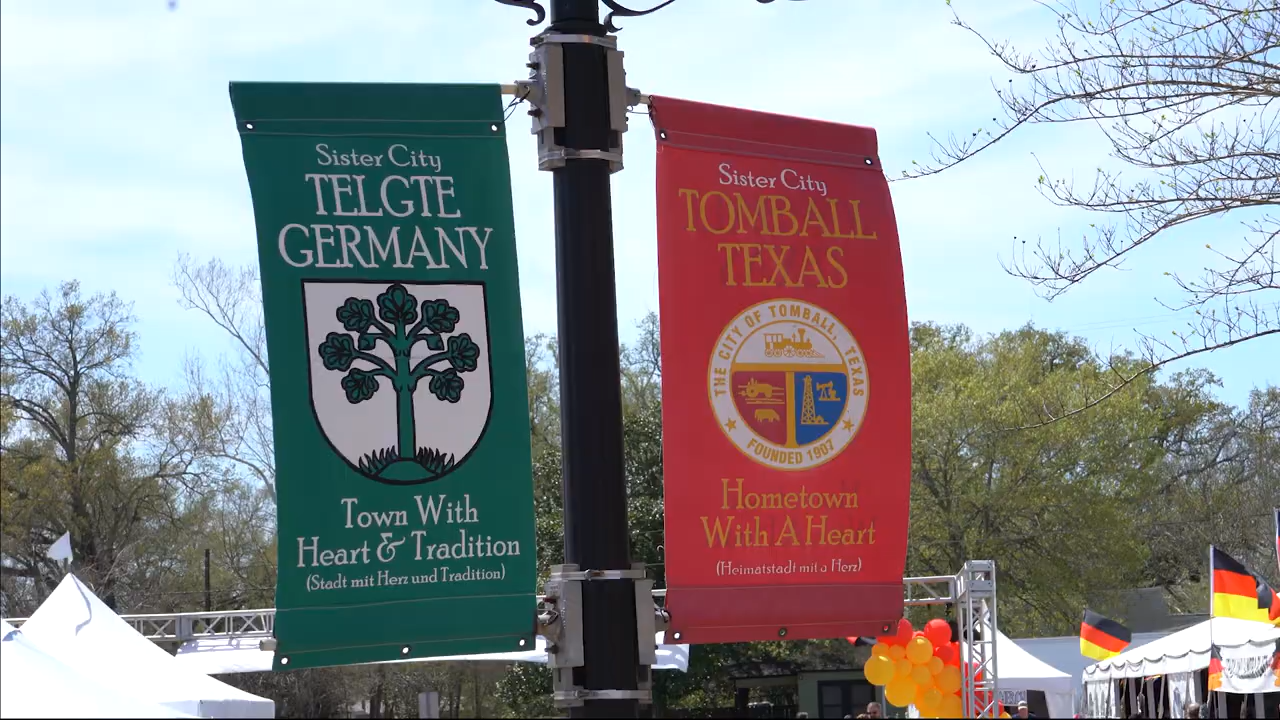 Sister City
TELGTE
GERMANY
Town With
Heart & Tradition
(Stadt mit Herz und Tradition)
Sister City
TOMBALL
TEXAS
THE CITY OF TOMBALL, TEXAS
FOUNDED 1907
Hometown
With A Heart
(Heimatstadt mit a Herz)